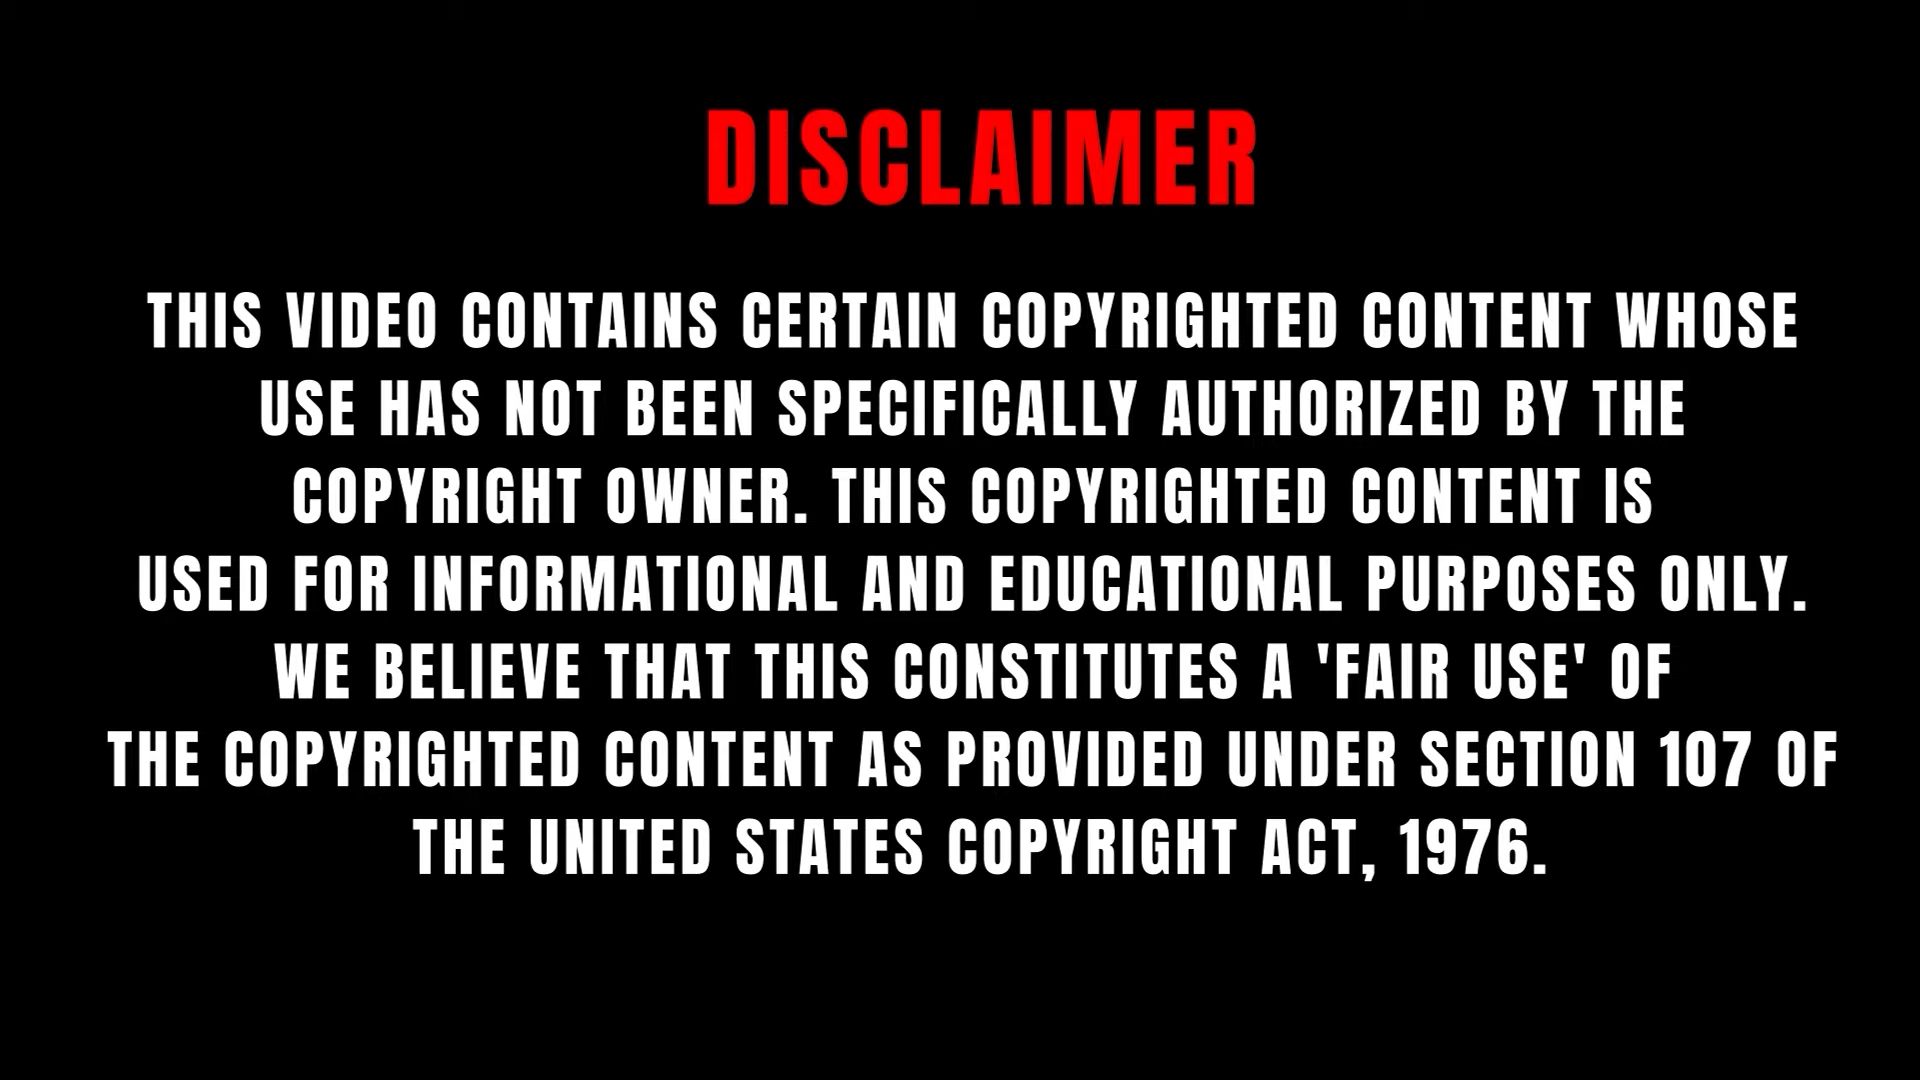 DISCLAIMER
THIS VIDEO CONTAINS CERTAIN COPYRIGHTED CONTENT WHOSE
USE HAS NOT BEEN SPECIFICALLY AUTHORIZED BY THE
COPYRIGHT OWNER. THIS COPYRIGHTED CONTENT IS
USED FOR INFORMATIONAL AND EDUCATIONAL PURPOSES ONLY.
WE BELIEVE THAT THIS CONSTITUTES A 'FAIR USE' OF
THE COPYRIGHTED CONTENT AS PROVIDED UNDER SECTION 107 OF
THE UNITED STATES COPYRIGHT ACT, 1976.